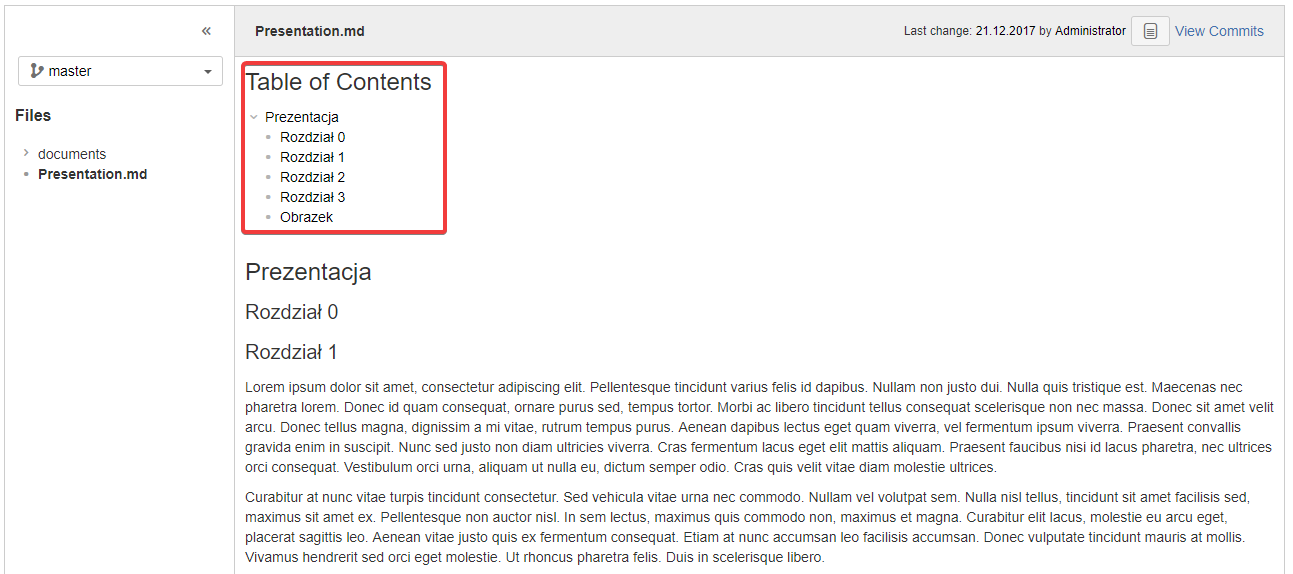 «
master
Files
documents
Presentation.md
Presentation.md
Last change: 21.12.2017 by Administrator
View Commits
Table of Contents
Prezentacja
Rozdział 0
Rozdział 1
Rozdział 2
Rozdział 3
Obrazek
Prezentacja
Rozdział 0
Rozdział 1
Lorem ipsum dolor sit amet, consectetur adipiscing elit. Pellentesque tincidunt varius felis id dapibus. Nullam non justo dui. Nulla quis tristique est. Maecenas nec
pharetra lorem. Donec id quam consequat, ornare purus sed, tempus tortor. Morbi ac libero tincidunt tellus consequat scelerisque non nec massa. Donec sit amet velit
arcu. Donec tellus magna, dignissim a mi vitae, rutrum tempus purus. Aenean dapibus lectus eget quam viverra, vel fermentum ipsum viverra. Praesent convallis
gravida enim in suscipit. Nunc sed justo non diam ultricies viverra. Cras fermentum lacus eget elit mattis aliquam. Praesent faucibus nisi id lacus pharetra, nec ultrices
orci consequat. Vestibulum orci urna, aliquam ut nulla eu, dictum semper odio. Cras quis velit vitae diam molestie ultrices.
Curabitur at nunc vitae turpis tincidunt consectetur. Sed vehicula vitae urna nec commodo. Nullam vel volutpat sem. Nulla nisl tellus, tincidunt sit amet facilisis sed,
maximus sit amet ex. Pellentesque non auctor nisl. In sem lectus, maximus quis commodo non, maximus et magna. Curabitur elit lacus, molestie eu arcu eget,
placerat sagittis leo. Aenean vitae justo quis ex fermentum consequat. Etiam at nunc accumsan leo facilisis accumsan. Donec vulputate tincidunt mauris at mollis.
Vivamus hendrerit sed orci eget molestie. Ut rhoncus pharetra felis. Duis in scelerisque libero.